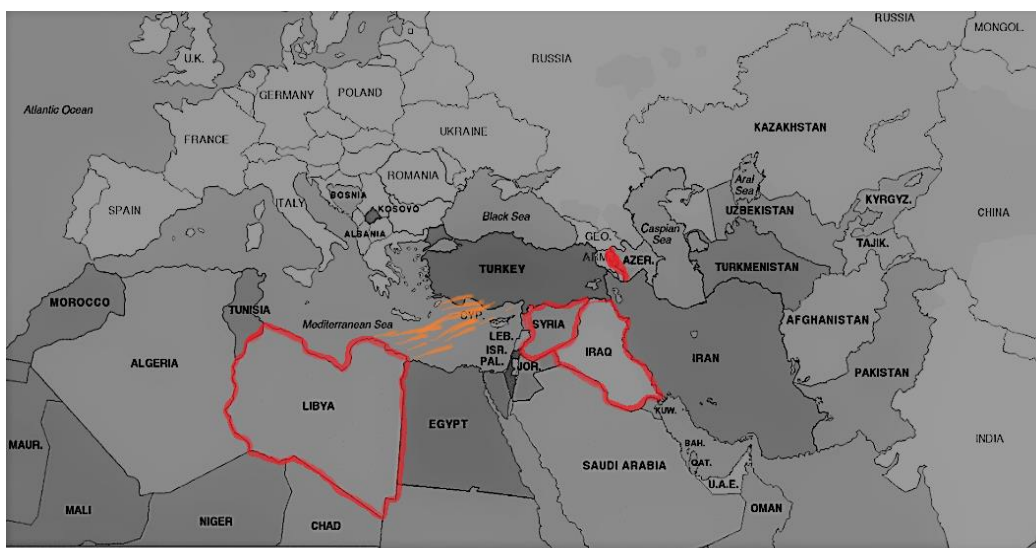 RUSSIA
MONGOL.
U.K.
RUSSIA
GERMANY
POLAND
Atlantic Ocean
KAZAKHSTAN
UKRAINE
FRANCE
ROMANIA
Aral
Sea
BOSNIA
KYRGYZ.
SPAIN
ITALY
KOSOVO
Black Sea
Caspian
Sea
UZBEKISTAN
CHINA
ALBANIA
GEO.
TAJIK.
ARM
AZER.
TURKEY
TURKMENISTAN
MOROCCO
TUNISIA
CYP.
Mediterranean Sea
SYRIA
AFGHANISTAN
LEB.
ISR.
IRAQ
IRAN
PAL.
JOR.
ALGERIA
PAKISTAN
LIBYA
KUW.
EGYPT
MAUR.
BAH.
INDIA
SAUDI ARABIA
QAT.
U.A.E.
MALI
OMAN
NIGER
CHAD